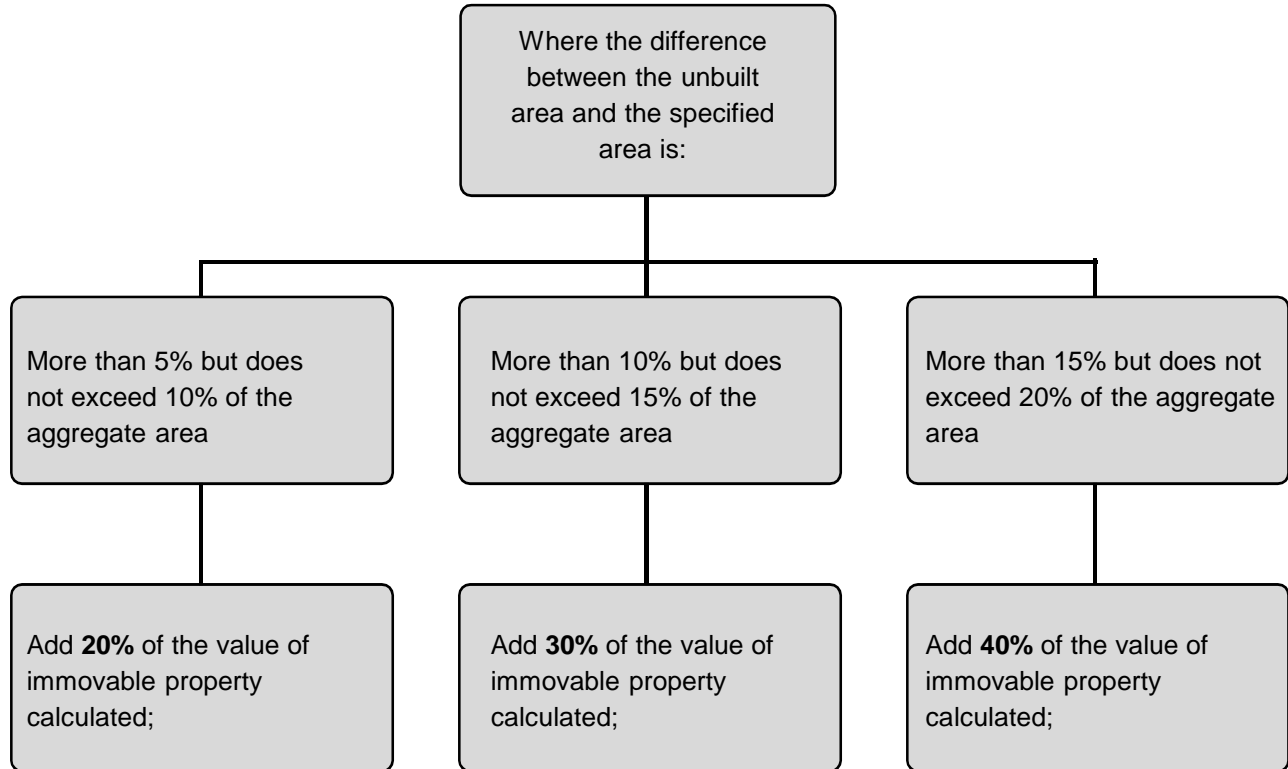 Where the difference
between the unbuilt
area and the specified
area is:
More than 5% but does
not exceed 10% of the
aggregate area
More than 10% but does
not exceed 15% of the
aggregate area
More than 15% but does not
exceed 20% of the aggregate
area
Add 20% of the value of
immovable property
calculated;
Add 30% of the value of
immovable property
calculated;
Add 40% of the value of
immovable property
calculated;